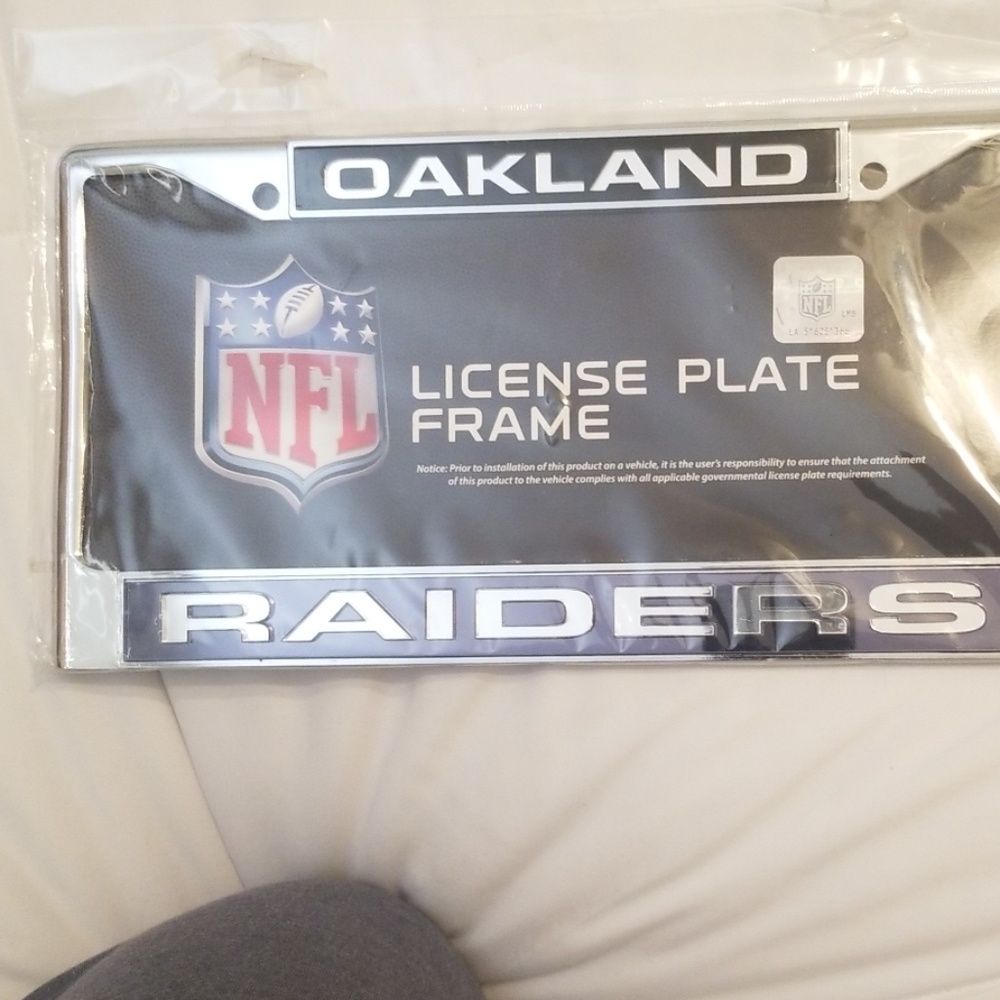 OAKLAND
NFL
NFL
LICENSE PLATE
FRAME
Notice: Prior to installation of this product on a vehicle, it is the user's responsibility to ensure that the attachment
of this product to the vehicle complies with all applicable governmental license plate requirements.
RAIDERS